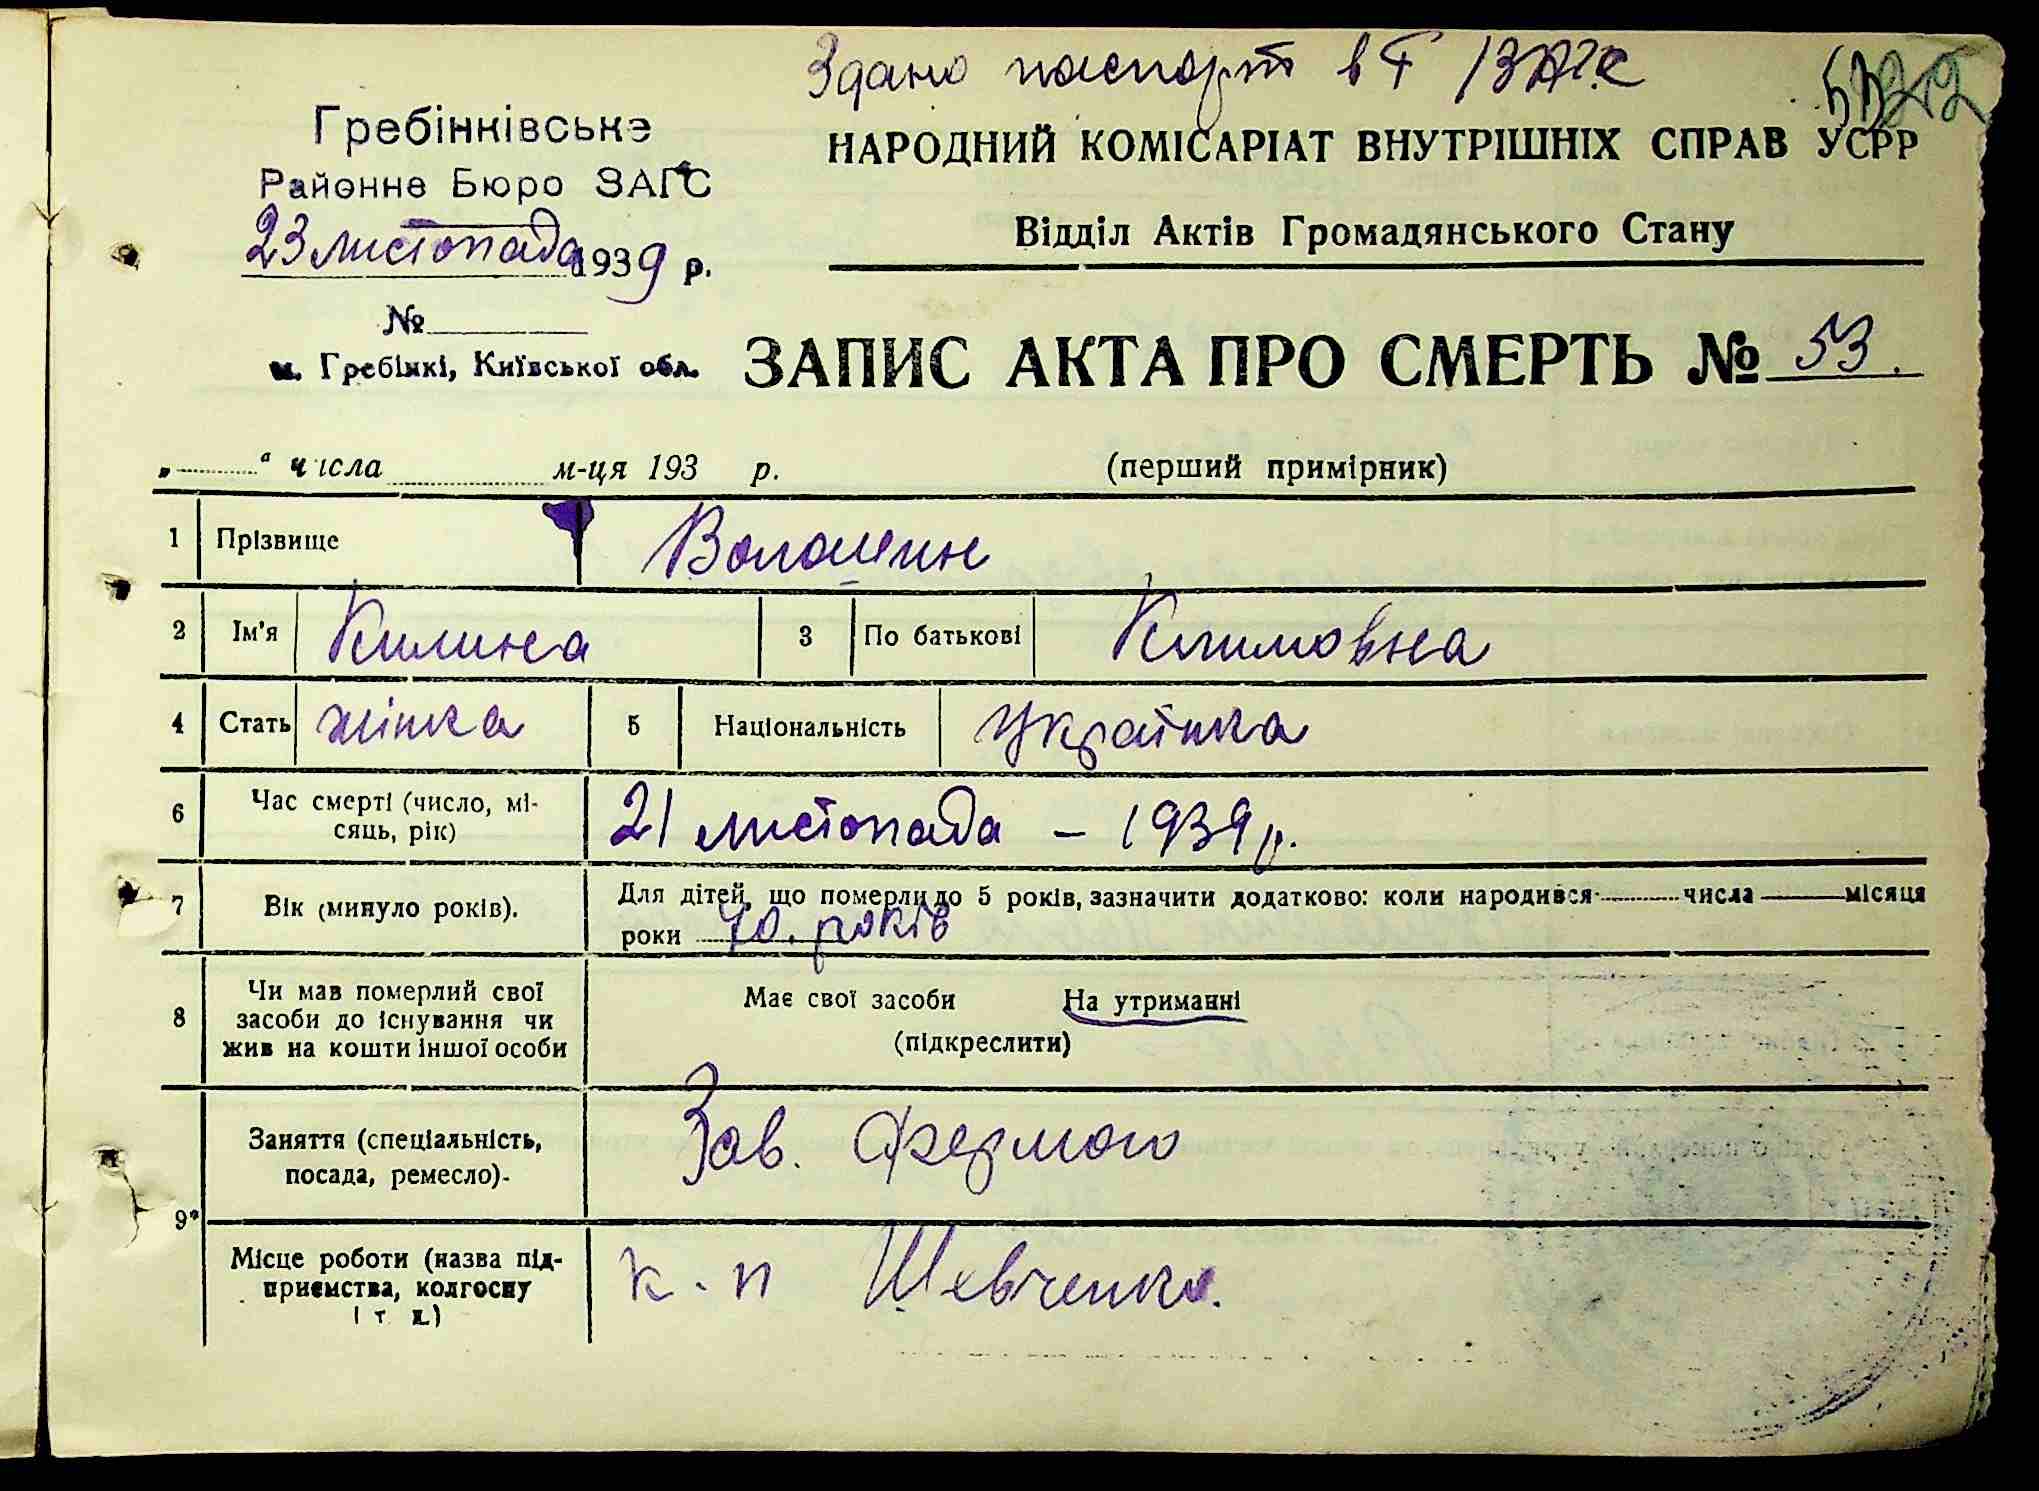 Здано паспорт в Г РЗАГС
Гребінківське
Районне Бюро ЗАГС
23 листопада 1939 р.
№
м. Гребінкі, Київської обл.
НАРОДНИЙ КОМІСАРІАТ ВНУТРІШНІХ СПРАВ УСРР
Відділ Актів Громадянського Стану
ЗАПИС АКТА ПРО СМЕРТЬ № 53.
„ “ числа м-ця 193 р. (перший примірник)
1 Прізвище Волошин
2 Ім'я Килина 3 По батькові Климовна
4 Стать жінка 5 Національність Українка
6 Час смерті (число, мі-
сяць, рік) 21 листопада – 1939 р.
7 Вік (минуло років). Для дітей, що померли до 5 років, зазначити додатково: коли народився числа місяця
роки 70. років
8 Чи мав померлий свої
засоби до існування чи
жив на кошти іншої особи
Має свої засоби На утриманні
(підкреслити)
9
Заняття (спеціальність,
посада, ремесло).
Зав. Фермою
Місце роботи (назва під-
приємства, колгоспу
і т. д.)
к-п Шевченка.